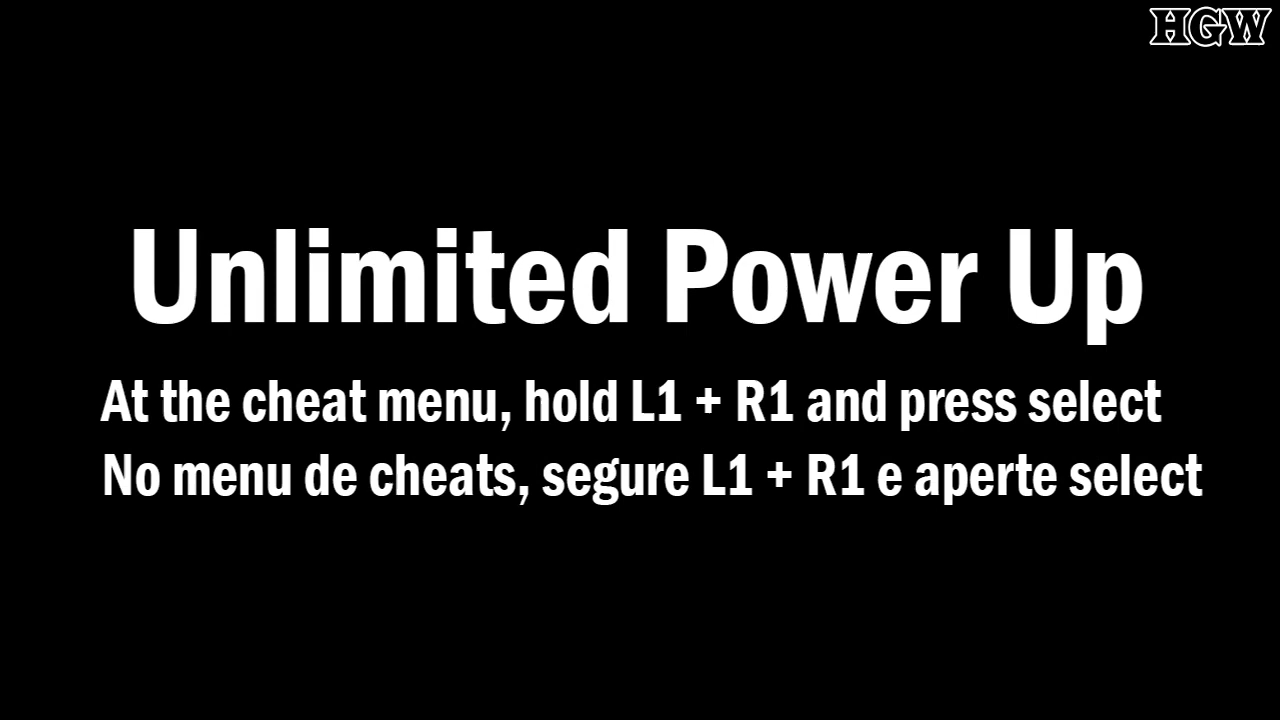 HGW
Unlimited Power Up
At the cheat menu, hold L1 + R1 and press select
No menu de cheats, segure L1 + R1 e aperte select